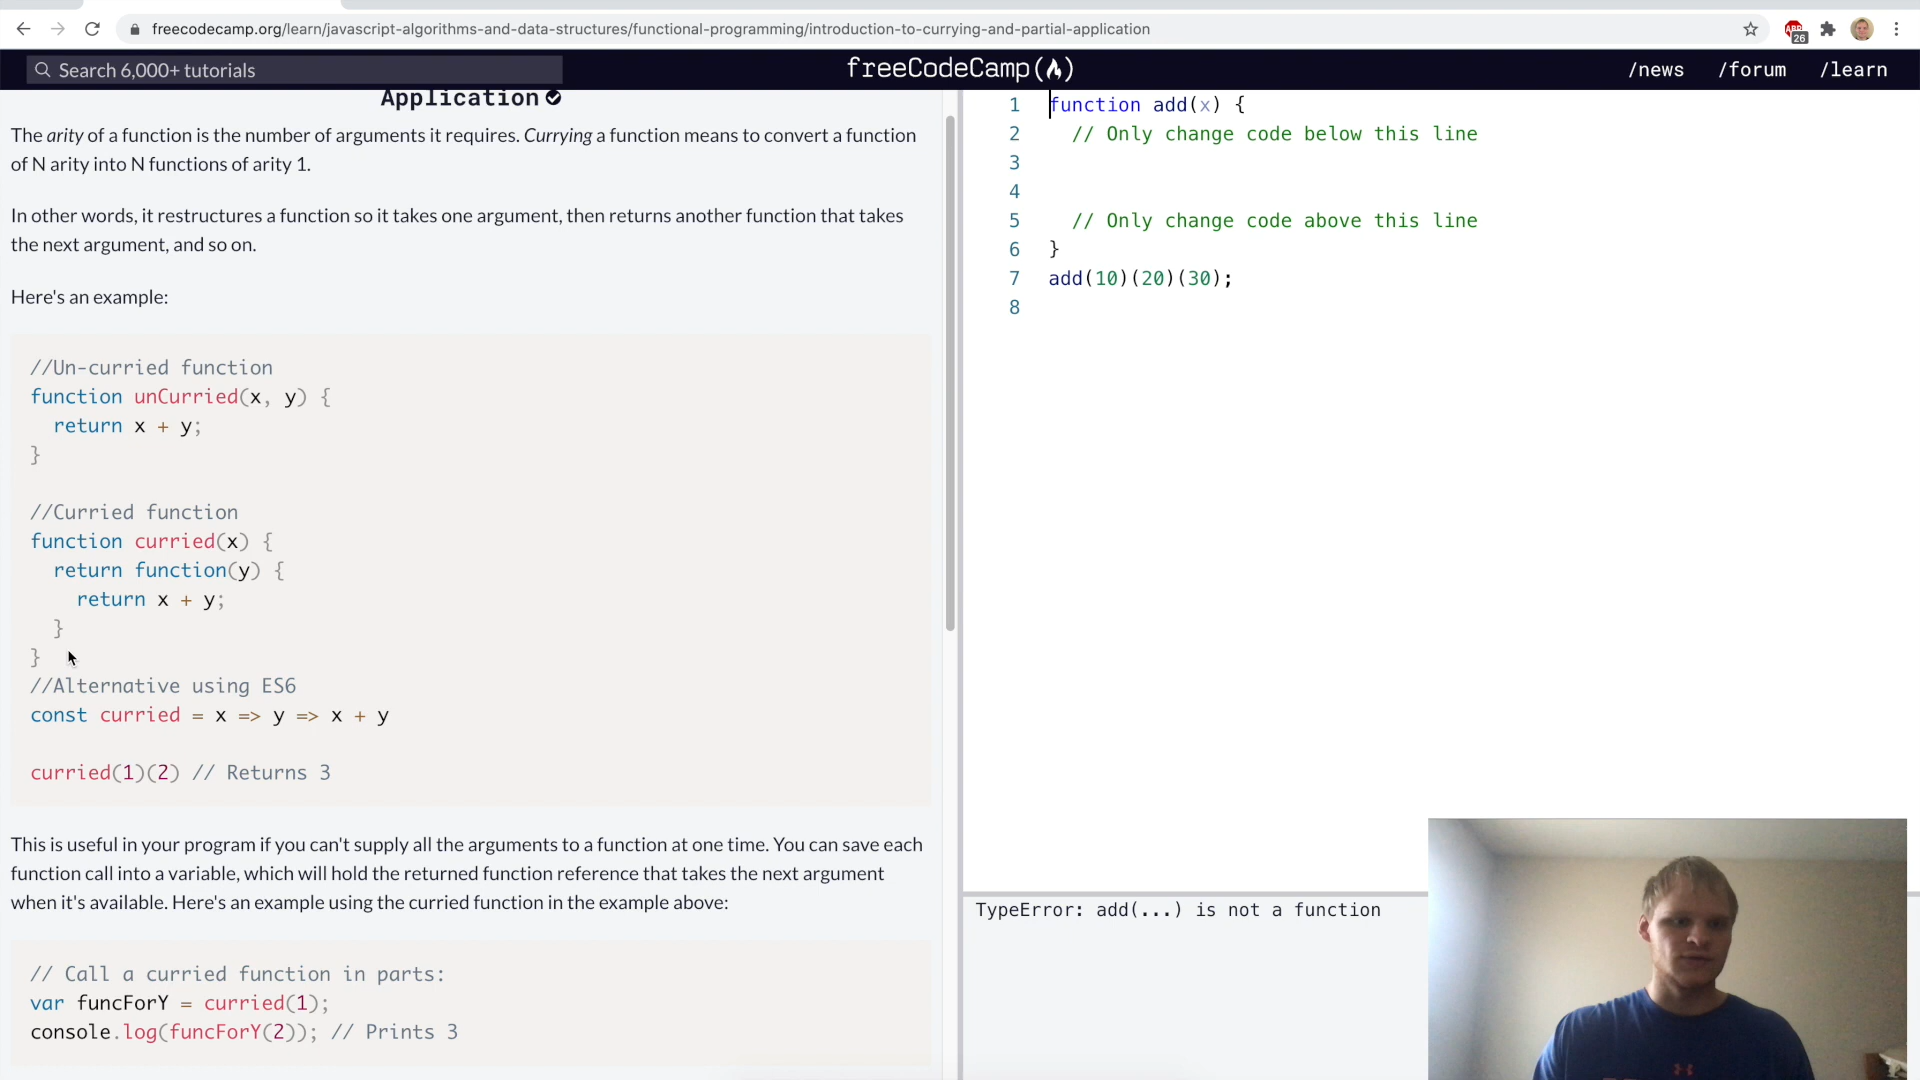 freecodecamp.org/learn/javascript-algorithms-and-data-structures/functional-programming/introduction-to-currying-and-partial-application
26
Search 6,000+ tutorials
freeCodeCamp
/news
/forum
/learn
Application
The arity of a function is the number of arguments it requires. Currying a function means to convert a function
of N arity into N functions of arity 1.
In other words, it restructures a function so it takes one argument, then returns another function that takes
the next argument, and so on.
Here's an example:
//Un-curried function
function unCurried(x, y) {
return x + y;
}
//Curried function
function curried(x) {
return function(y) {
return x + y;
}
}
//Alternative using ES6
const curried = x => y => x + y
curried(1)(2) // Returns 3
This is useful in your program if you can't supply all the arguments to a function at one time. You can save each
function call into a variable, which will hold the returned function reference that takes the next argument
when it's available. Here's an example using the curried function in the example above:
// Call a curried function in parts:
var funcForY = curried(1);
console.log(funcForY(2)); // Prints 3
1 function add(x) {
2 // Only change code below this line
3
4
5 // Only change code above this line
6 }
7 add(10)(20)(30);
8
TypeError: add(...) is not a function